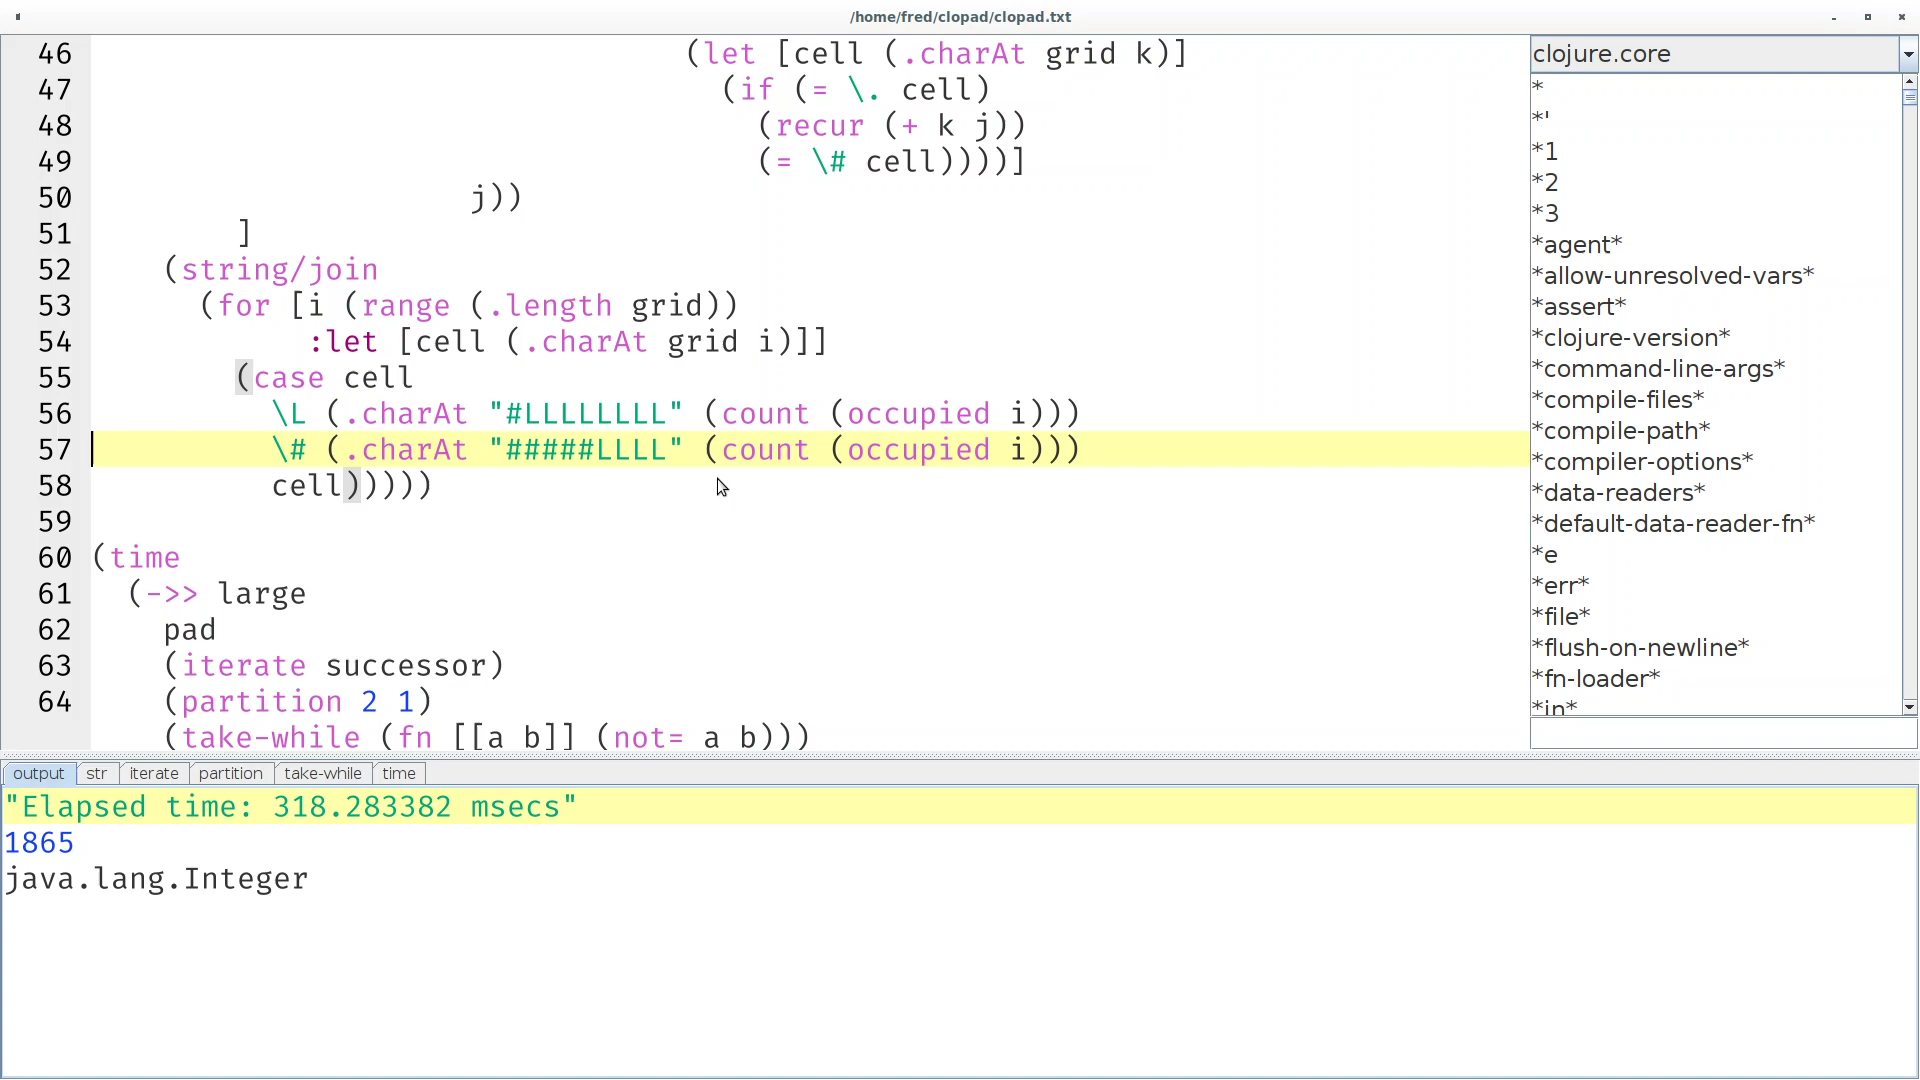 /home/fred/clopad/clopad.txt
46 (let [cell (.charAt grid k)]
47 (if (= \. cell)
48 (recur (+ k j))
49 (= \# cell))))]
50 j))
51 ]
52 (string/join
53 (for [i (range (.length grid))
54 :let [cell (.charAt grid i)]]
55 (case cell
56 \L (.charAt "#LLLLLLLL" (count (occupied i)))
57 \# (.charAt "#####LLLL" (count (occupied i)))
58 cell)))))
59
60 (time
61 (->> large
62 pad
63 (iterate successor)
64 (partition 2 1)
(take-while (fn [[a b]] (not= a b)))
clojure.core
*
*'
*1
*2
*3
*agent*
*allow-unresolved-vars*
*assert*
*clojure-version*
*command-line-args*
*compile-files*
*compile-path*
*compiler-options*
*data-readers*
*default-data-reader-fn*
*e
*err*
*file*
*flush-on-newline*
*fn-loader*
*in*
output str iterate partition take-while time
"Elapsed time: 318.283382 msecs"
1865
java.lang.Integer